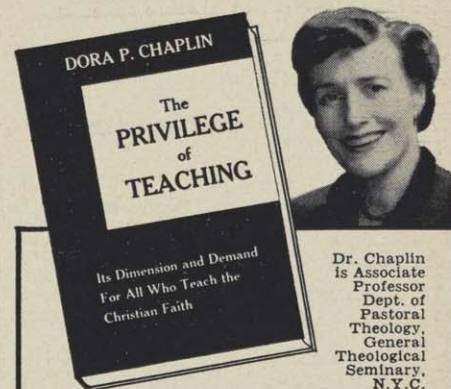 DORA P. CHAPLIN
The
PRIVILEGE
of
TEACHING
Its Dimension and Demand
For All Who Teach the
Christian Faith
Dr. Chaplin
is Associate
Professor
Dept. of
Pastoral
Theology,
General
Theological
Seminary,
N.Y.C.